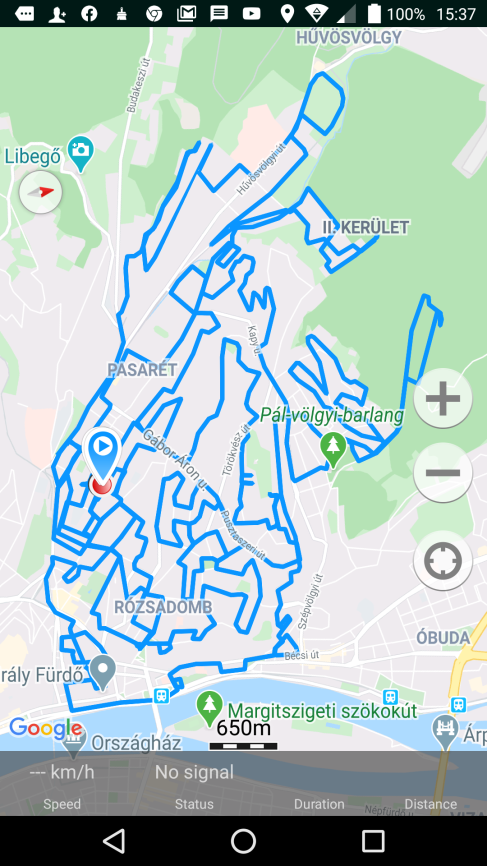 100% 15:37
HŰVÖSVÖLGY
Budakeszi út
Libegő
Hűvösvölgyi út
II. KERÜLET
Kapy u.
PASARÉT
Pál-völgyi-barlang
Gábor Áron u.
Törökvész út
Pusztaszeri út
Szépvölgyi út
RÓZSADOMB
ÓBUDA
Bécsi út
rály Fürdő
Margitszigeti szökőkút
Google
Országház
650m
Árp
--- km/h
No signal
Speed
Status
Duration
Distance
Népfürdő u.